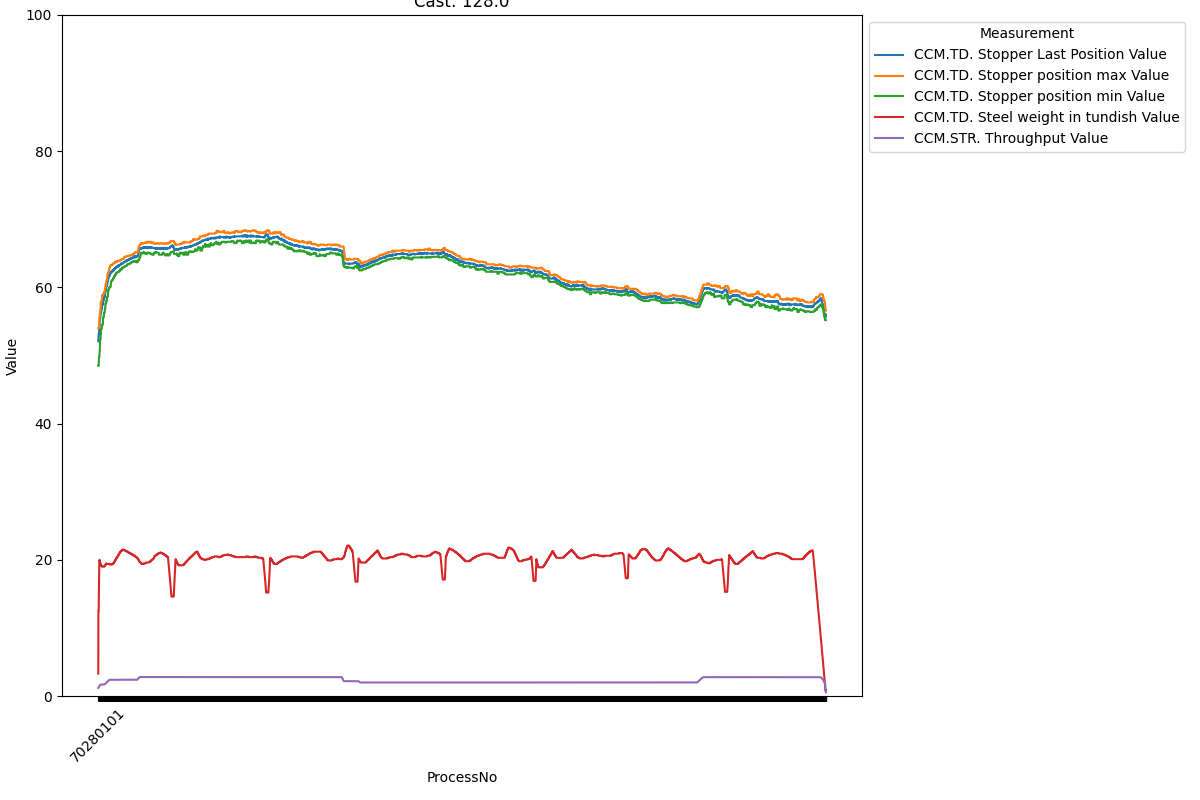 Cast: 128.0
100
80
60
40
20
0
Value
70280101
ProcessNo
Measurement
CCM.TD. Stopper Last Position Value
CCM.TD. Stopper position max Value
CCM.TD. Stopper position min Value
CCM.TD. Steel weight in tundish Value
CCM.STR. Throughput Value